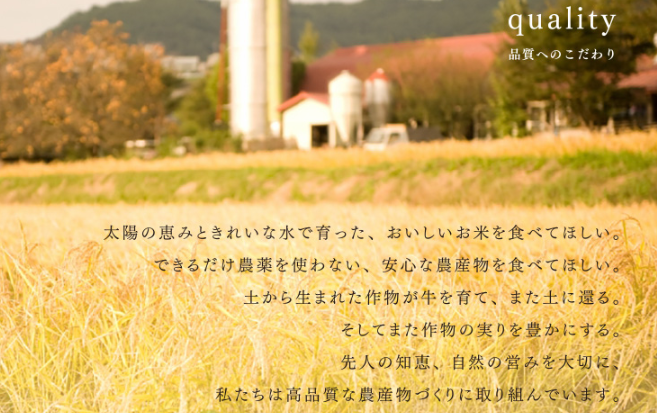 quality
品質へのこだわり
太陽の恵みときれいな水で育った、おいしいお米を食べてほしい。
できるだけ農薬を使わない、安心な農産物を食べてほしい。
土から生まれた作物が牛を育て、また土に還る。
そしてまた作物の実りを豊かにする。
先人の知恵、自然の営みを大切に、
私たちは高品質な農産物づくりに取り組んでいます。